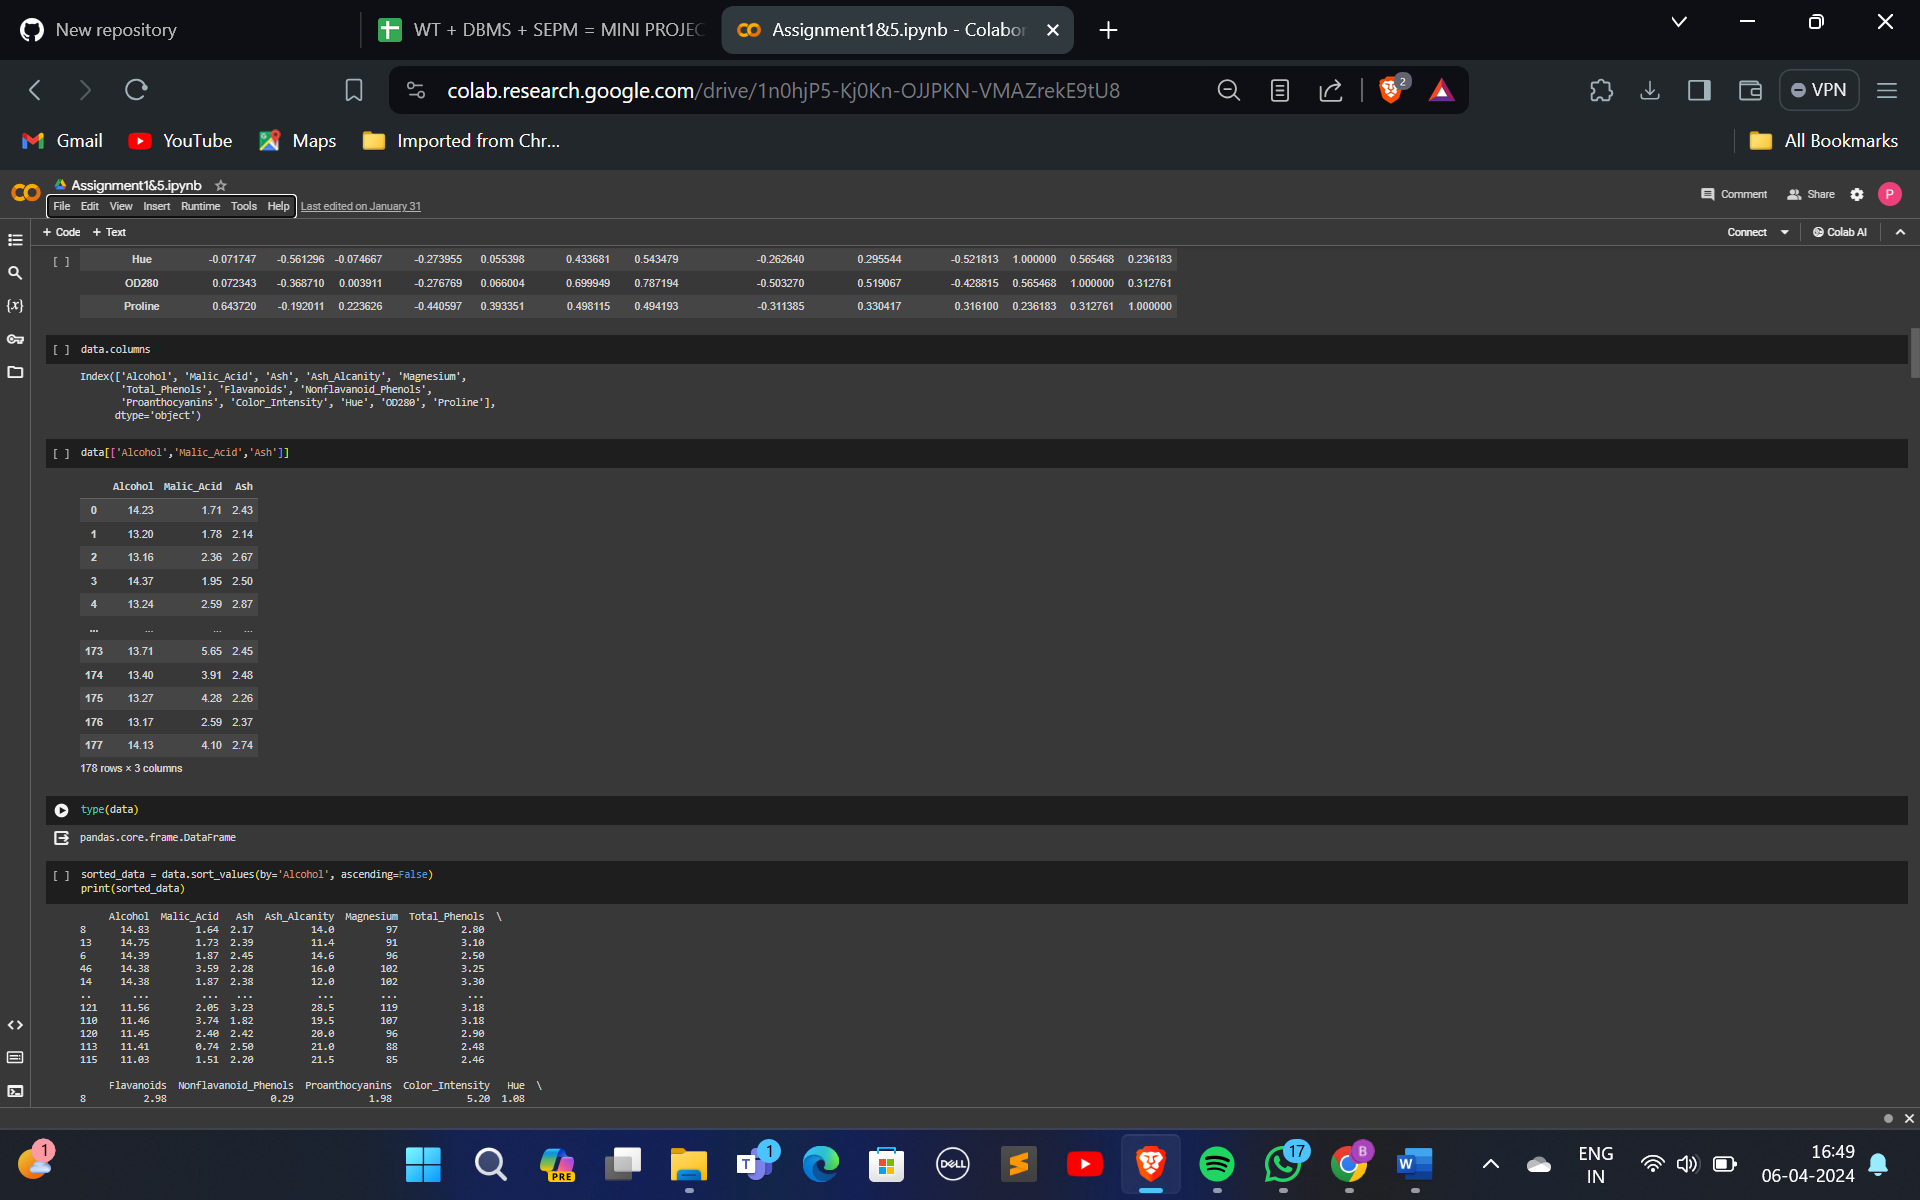 New repository
WT + DBMS + SEPM = MINI PROJEC
Assignment1&5.ipynb - Colabor
colab.research.google.com/drive/1n0hjP5-Kj0Kn-OJJPKN-VMAZrekE9tU8
2
VPN
Gmail
YouTube
Maps
Imported from Chr...
All Bookmarks
Assignment1&5.ipynb
File Edit View Insert Runtime Tools Help Last edited on January 31
Comment Share P
+ Code + Text
Connect Colab AI
[ ] Hue -0.071747 -0.561296 -0.074667 -0.273955 0.055398 0.433681 0.543479 -0.262640 0.295544 -0.521813 1.000000 0.565468 0.236183
OD280 0.072343 -0.368710 0.003911 -0.276769 0.066004 0.699949 0.787194 -0.503270 0.519067 -0.428815 0.565468 1.000000 0.312761
Proline 0.643720 -0.192011 0.223626 -0.440597 0.393351 0.498115 0.494193 -0.311385 0.330417 0.316100 0.236183 0.312761 1.000000
[ ] data.columns
Index(['Alcohol', 'Malic_Acid', 'Ash', 'Ash_Alcanity', 'Magnesium',
'Total_Phenols', 'Flavanoids', 'Nonflavanoid_Phenols',
'Proanthocyanins', 'Color_Intensity', 'Hue', 'OD280', 'Proline'],
dtype='object')
[ ] data[['Alcohol','Malic_Acid','Ash']]
Alcohol Malic_Acid Ash
0 14.23 1.71 2.43
1 13.20 1.78 2.14
2 13.16 2.36 2.67
3 14.37 1.95 2.50
4 13.24 2.59 2.87
... ... ... ...
173 13.71 5.65 2.45
174 13.40 3.91 2.48
175 13.27 4.28 2.26
176 13.17 2.59 2.37
177 14.13 4.10 2.74
178 rows × 3 columns
type(data)
pandas.core.frame.DataFrame
[ ] sorted_data = data.sort_values(by='Alcohol', ascending=False)
print(sorted_data)
Alcohol Malic_Acid Ash Ash_Alcanity Magnesium Total_Phenols \
8 14.83 1.64 2.17 14.0 97 2.80
13 14.75 1.73 2.39 11.4 91 3.10
6 14.39 1.87 2.45 14.6 96 2.50
46 14.38 3.59 2.28 16.0 102 3.25
14 14.38 1.87 2.38 12.0 102 3.30
.. ... ... ... ... ... ...
121 11.56 2.05 3.23 28.5 119 3.18
110 11.46 3.74 1.82 19.5 107 3.18
120 11.45 2.40 2.42 20.0 96 2.90
113 11.41 0.74 2.50 21.0 88 2.48
115 11.03 1.51 2.20 21.5 85 2.46
Flavanoids Nonflavanoid_Phenols Proanthocyanins Color_Intensity Hue \
8 2.98 0.29 1.98 5.20 1.08
1
PRE
T 1
DELL
17
B
W
ENG
IN
16:49
06-04-2024